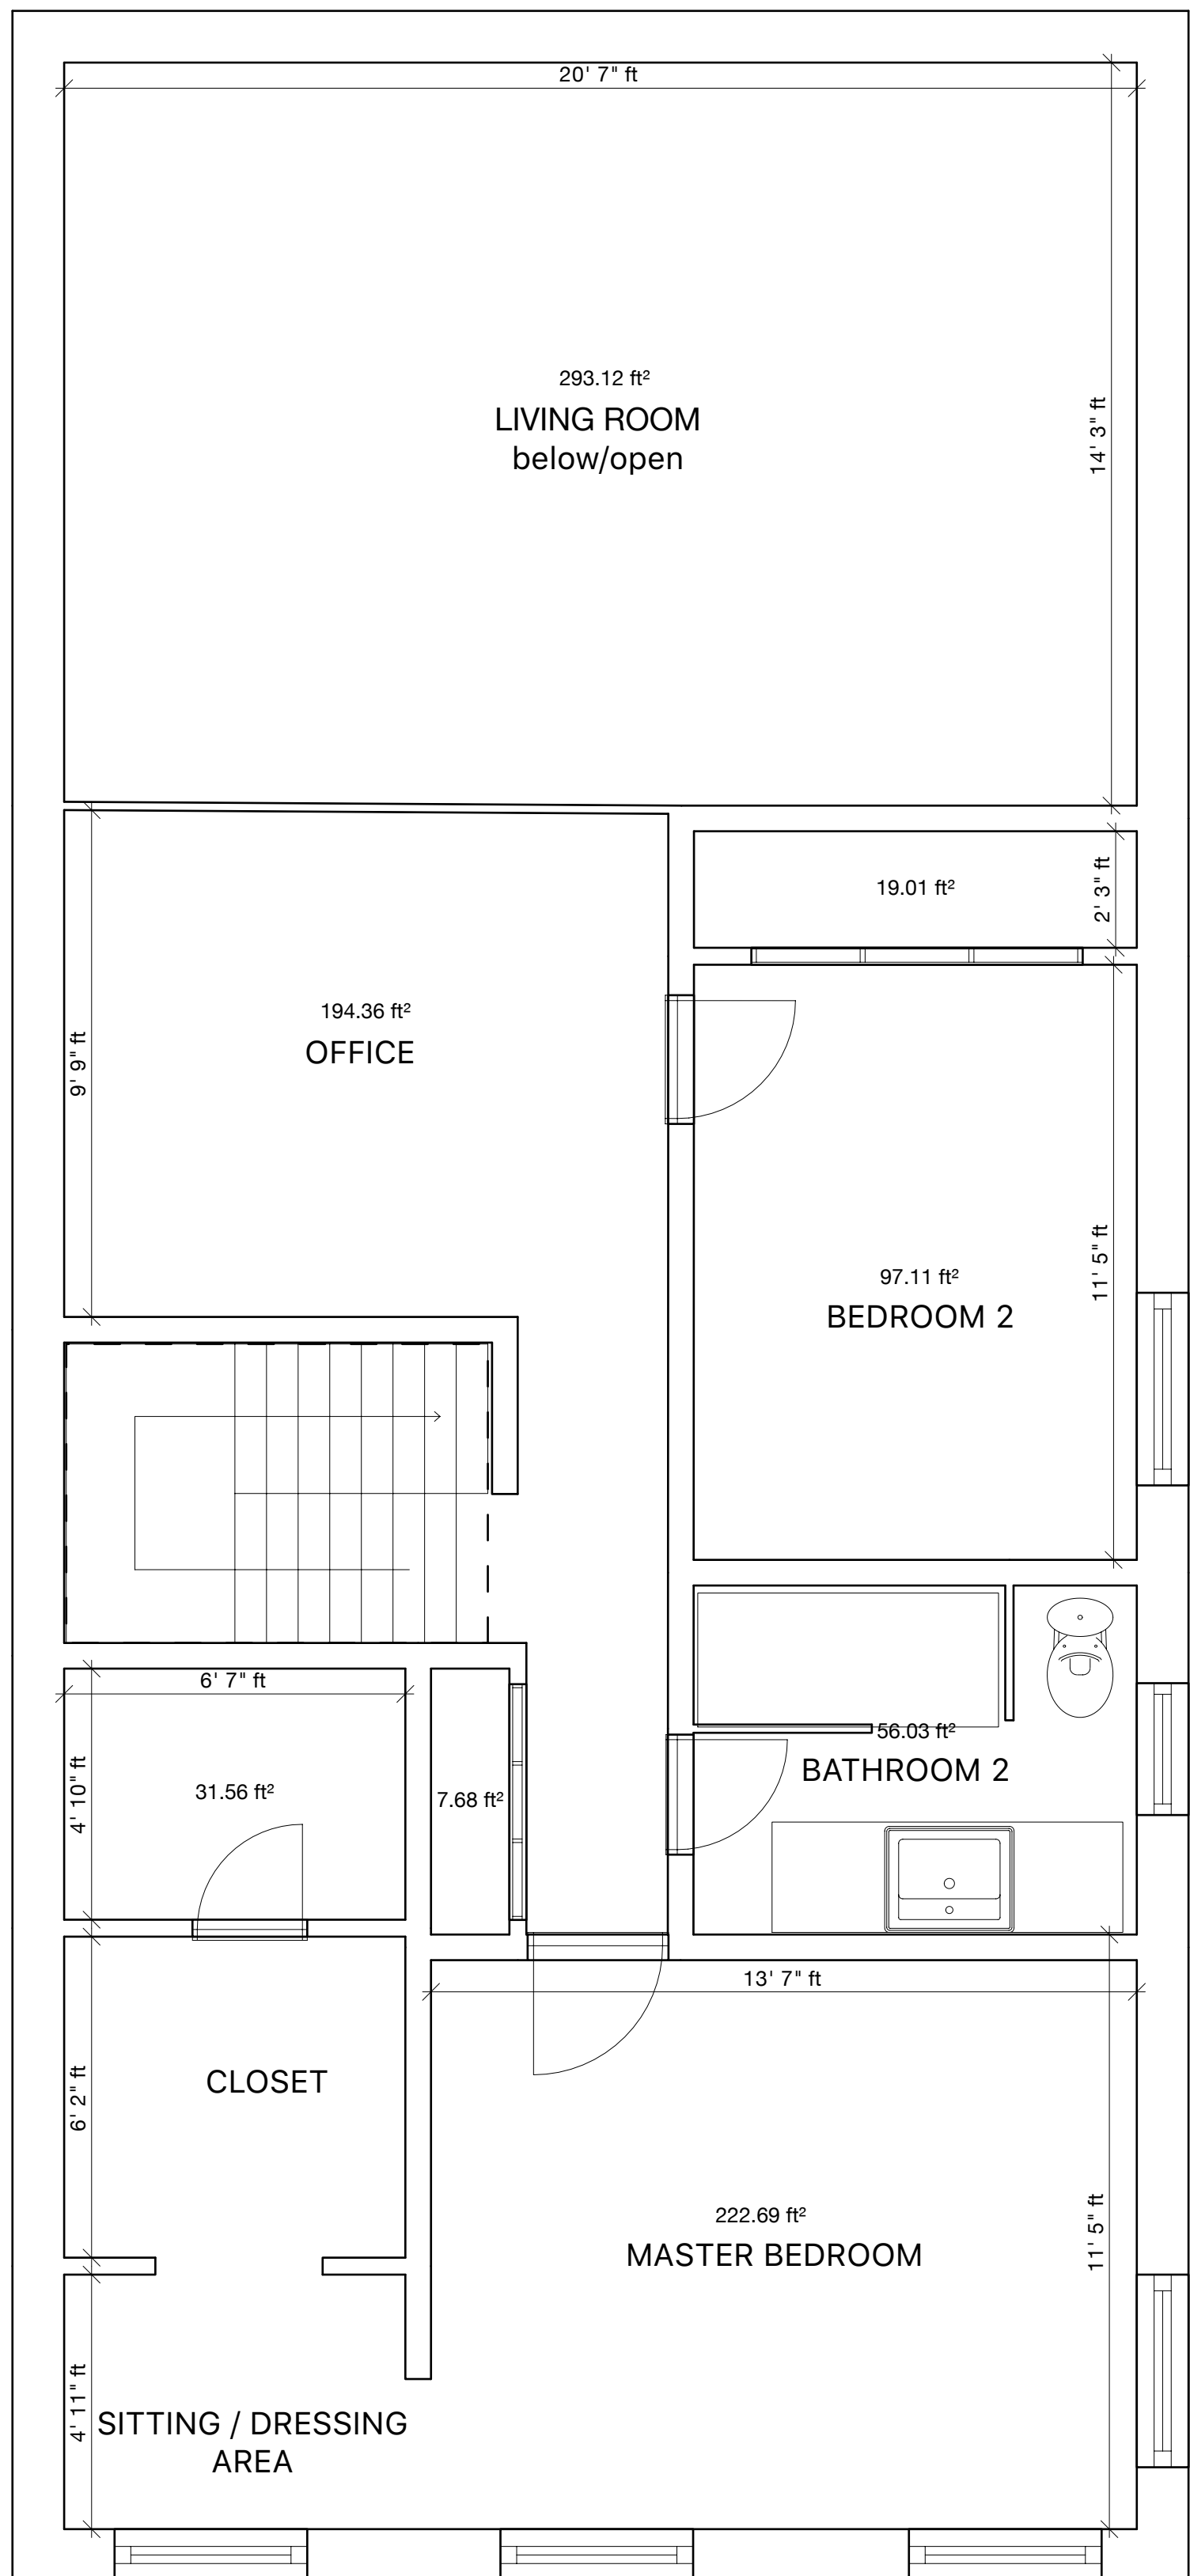 20' 7" ft
293.12 ft²
LIVING ROOM
below/open
14' 3" ft
19.01 ft²
2' 3" ft
194.36 ft²
OFFICE
9' 9" ft
97.11 ft²
BEDROOM 2
11' 5" ft
6' 7" ft
4' 10" ft
31.56 ft²
7.68 ft²
56.03 ft²
BATHROOM 2
13' 7" ft
CLOSET
6' 2" ft
222.69 ft²
MASTER BEDROOM
11' 5" ft
4' 11" ft
SITTING / DRESSING
AREA